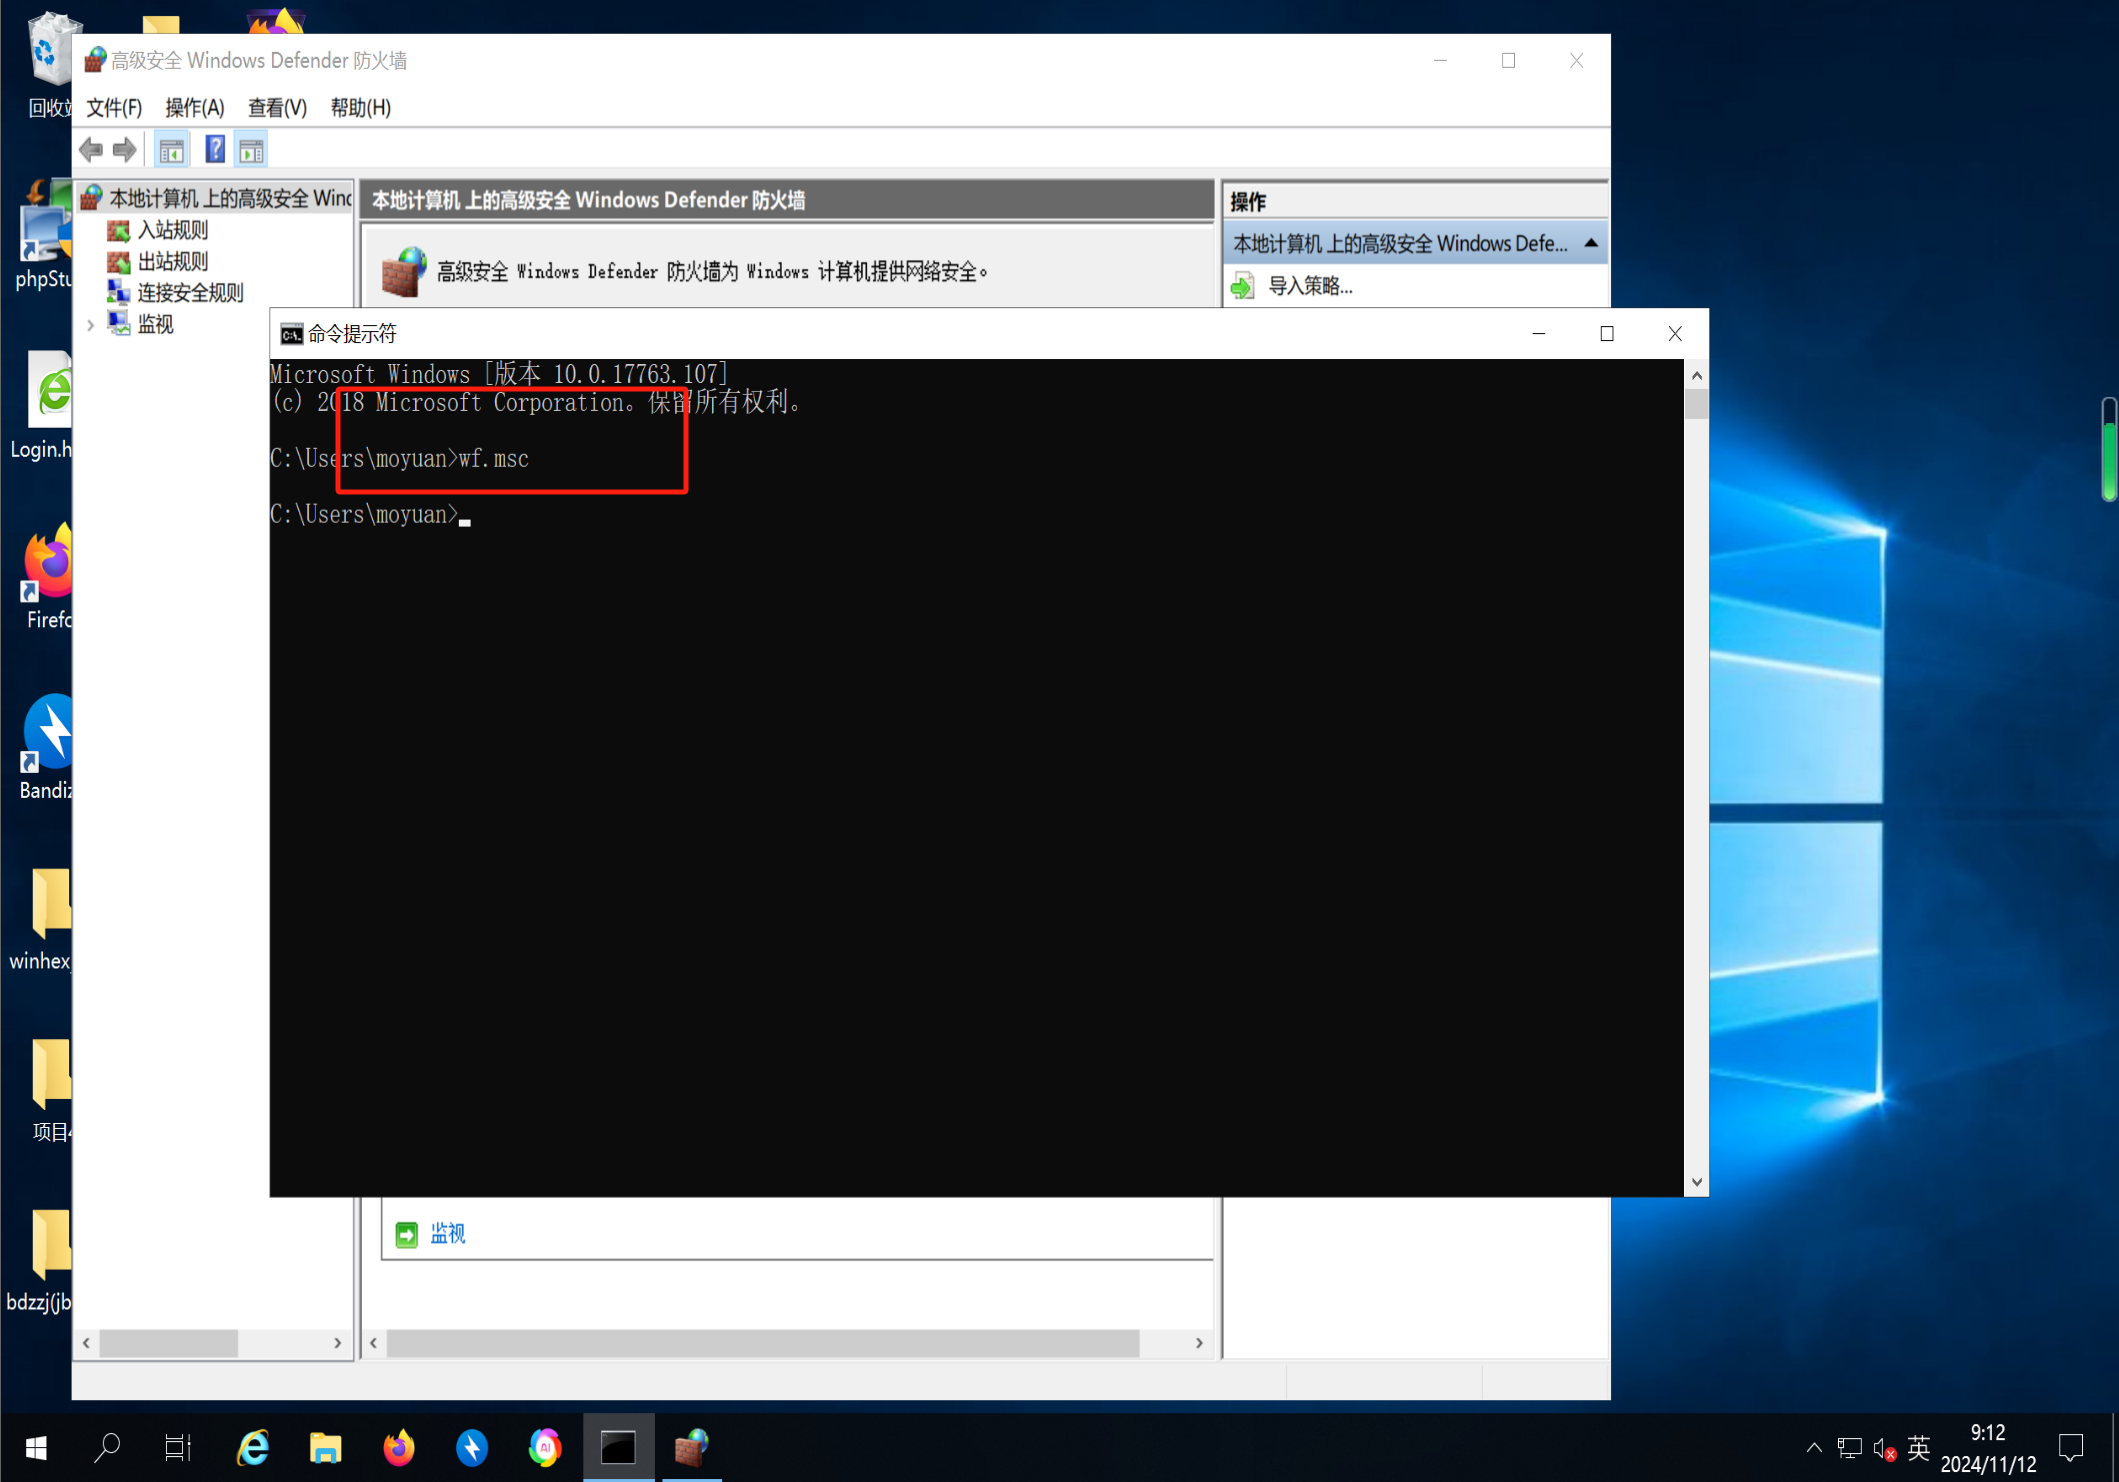 高级安全 Windows Defender 防火墙
文件(F) 操作(A) 查看(V) 帮助(H)
本地计算机 上的高级安全 Winc
入站规则
出站规则
连接安全规则
监视
本地计算机 上的高级安全 Windows Defender 防火墙
高级安全 Windows Defender 防火墙为 Windows 计算机提供网络安全。
操作
本地计算机 上的高级安全 Windows Defe...
导入策略...
命令提示符
Microsoft Windows [版本 10.0.17763.107]
(c) 2018 Microsoft Corporation。保留所有权利。
C:\Users\moyuan>wf.msc
C:\Users\moyuan>
监视
回收站
phpStu
Login.h
Firefo
Bandiz
winhex_
项目4
bdzzj(jb
AI
英
9:12
2024/11/12